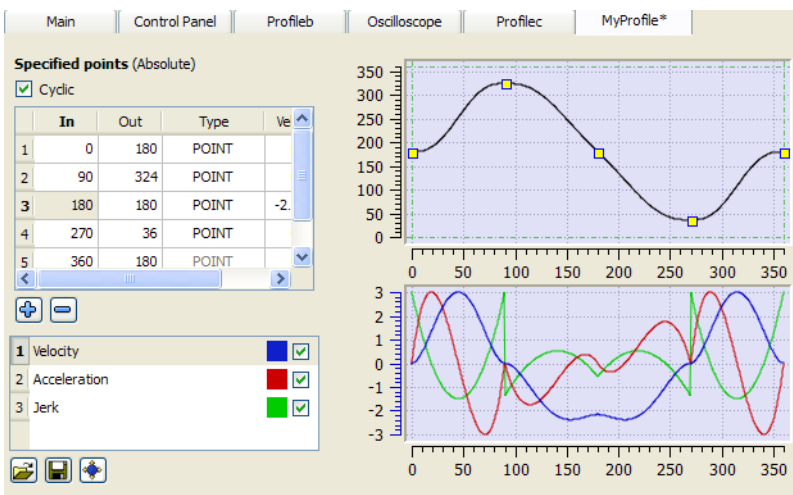 Main Control Panel Profileb Oscilloscope Profilec MyProfile*
Specified points (Absolute)
Cyclic
In Out Type Ve
1 0 180 POINT
2 90 324 POINT
3 180 180 POINT -2.
4 270 36 POINT
5 360 180 POINT
1 Velocity
2 Acceleration
3 Jerk
350
300
250
200
150
100
50
0
0 50 100 150 200 250 300 350
3
2
1
0
-1
-2
-3
0 50 100 150 200 250 300 350